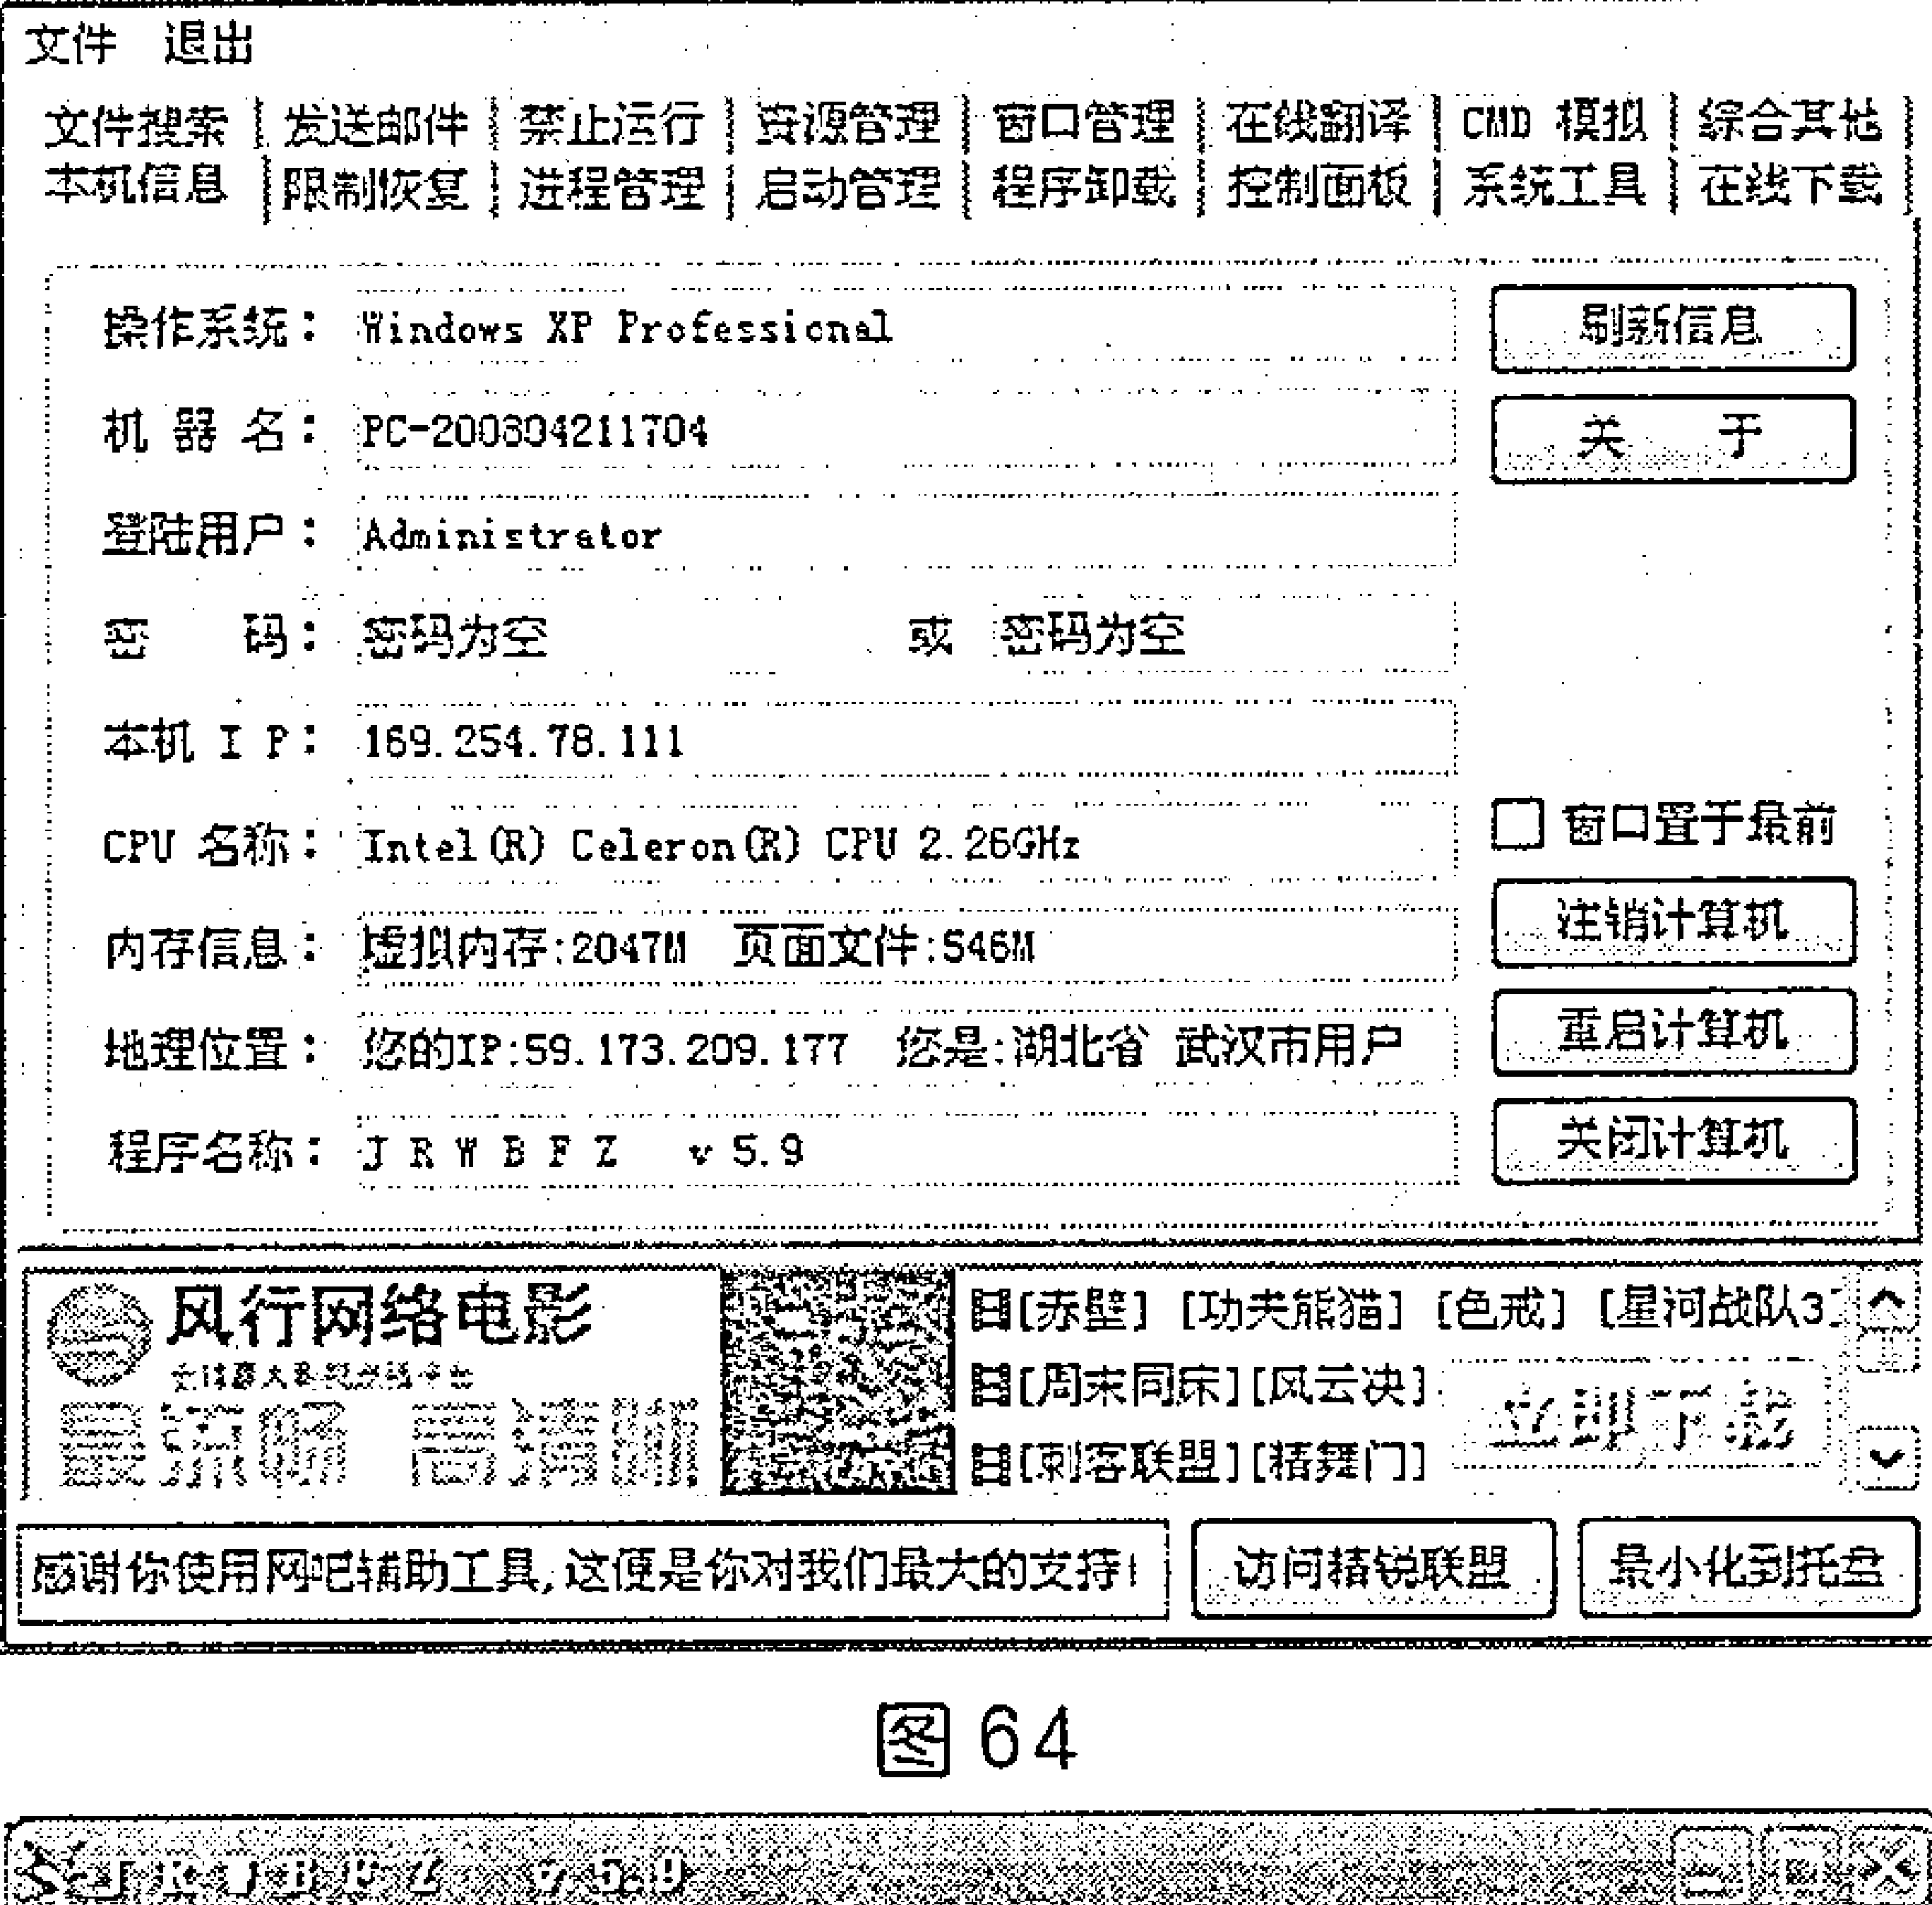 文件 退出
文件搜索 发送邮件 禁止运行 资源管理 窗口管理 在线翻译 CMD 模拟 综合其他
本机信息 限制恢复 进程管理 启动管理 程序卸载 控制面板 系统工具 在线下载
操作系统: Windows XP Professional 刷新信息
机 器 名: PC-200804211704 关 于
登陆用户: Administrator
密 码: 密码为空 或 密码为空
本机 I P: 169.254.78.111
CPU 名称: Intel(R) Celeron(R) CPU 2.26GHz 窗口置于最前
内存信息: 虚拟内存:2047M 页面文件:546M 注销计算机
地理位置: 您的IP:59.173.209.177 您是:湖北省 武汉市用户 重启计算机
程序名称: J R W B F Z v 5.9 关闭计算机
风行网络电影 [赤壁] [功夫熊猫] [色戒] [星河战队3]
[周末同床][风云决] 立即下载
最流畅 高清晰 [刺客联盟][精舞门]
感谢你使用网吧辅助工具,这便是你对我们最大的支持! 访问精锐联盟 最小化到托盘
图 64
J R W B F Z v 5.9